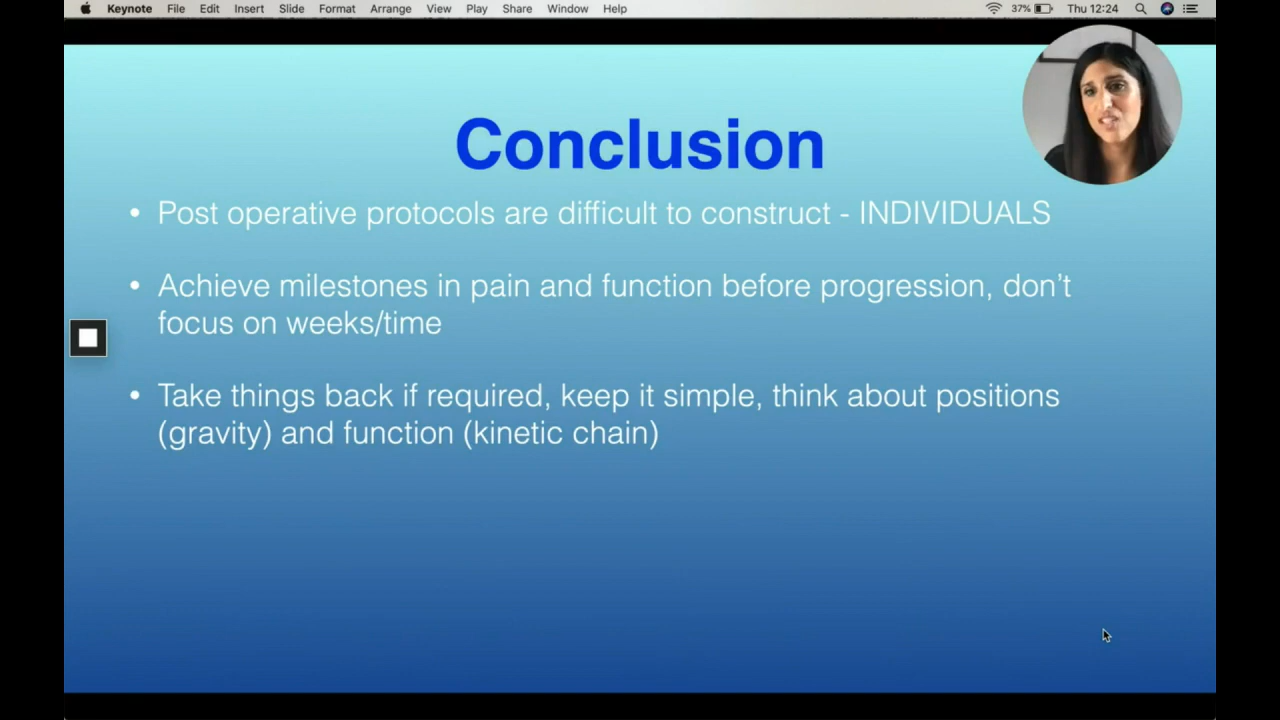 Keynote File Edit Insert Slide Format Arrange View Play Share Window Help 37% Thu 12:24
Conclusion
• Post operative protocols are difficult to construct - INDIVIDUALS
• Achieve milestones in pain and function before progression, don’t
focus on weeks/time
• Take things back if required, keep it simple, think about positions
(gravity) and function (kinetic chain)